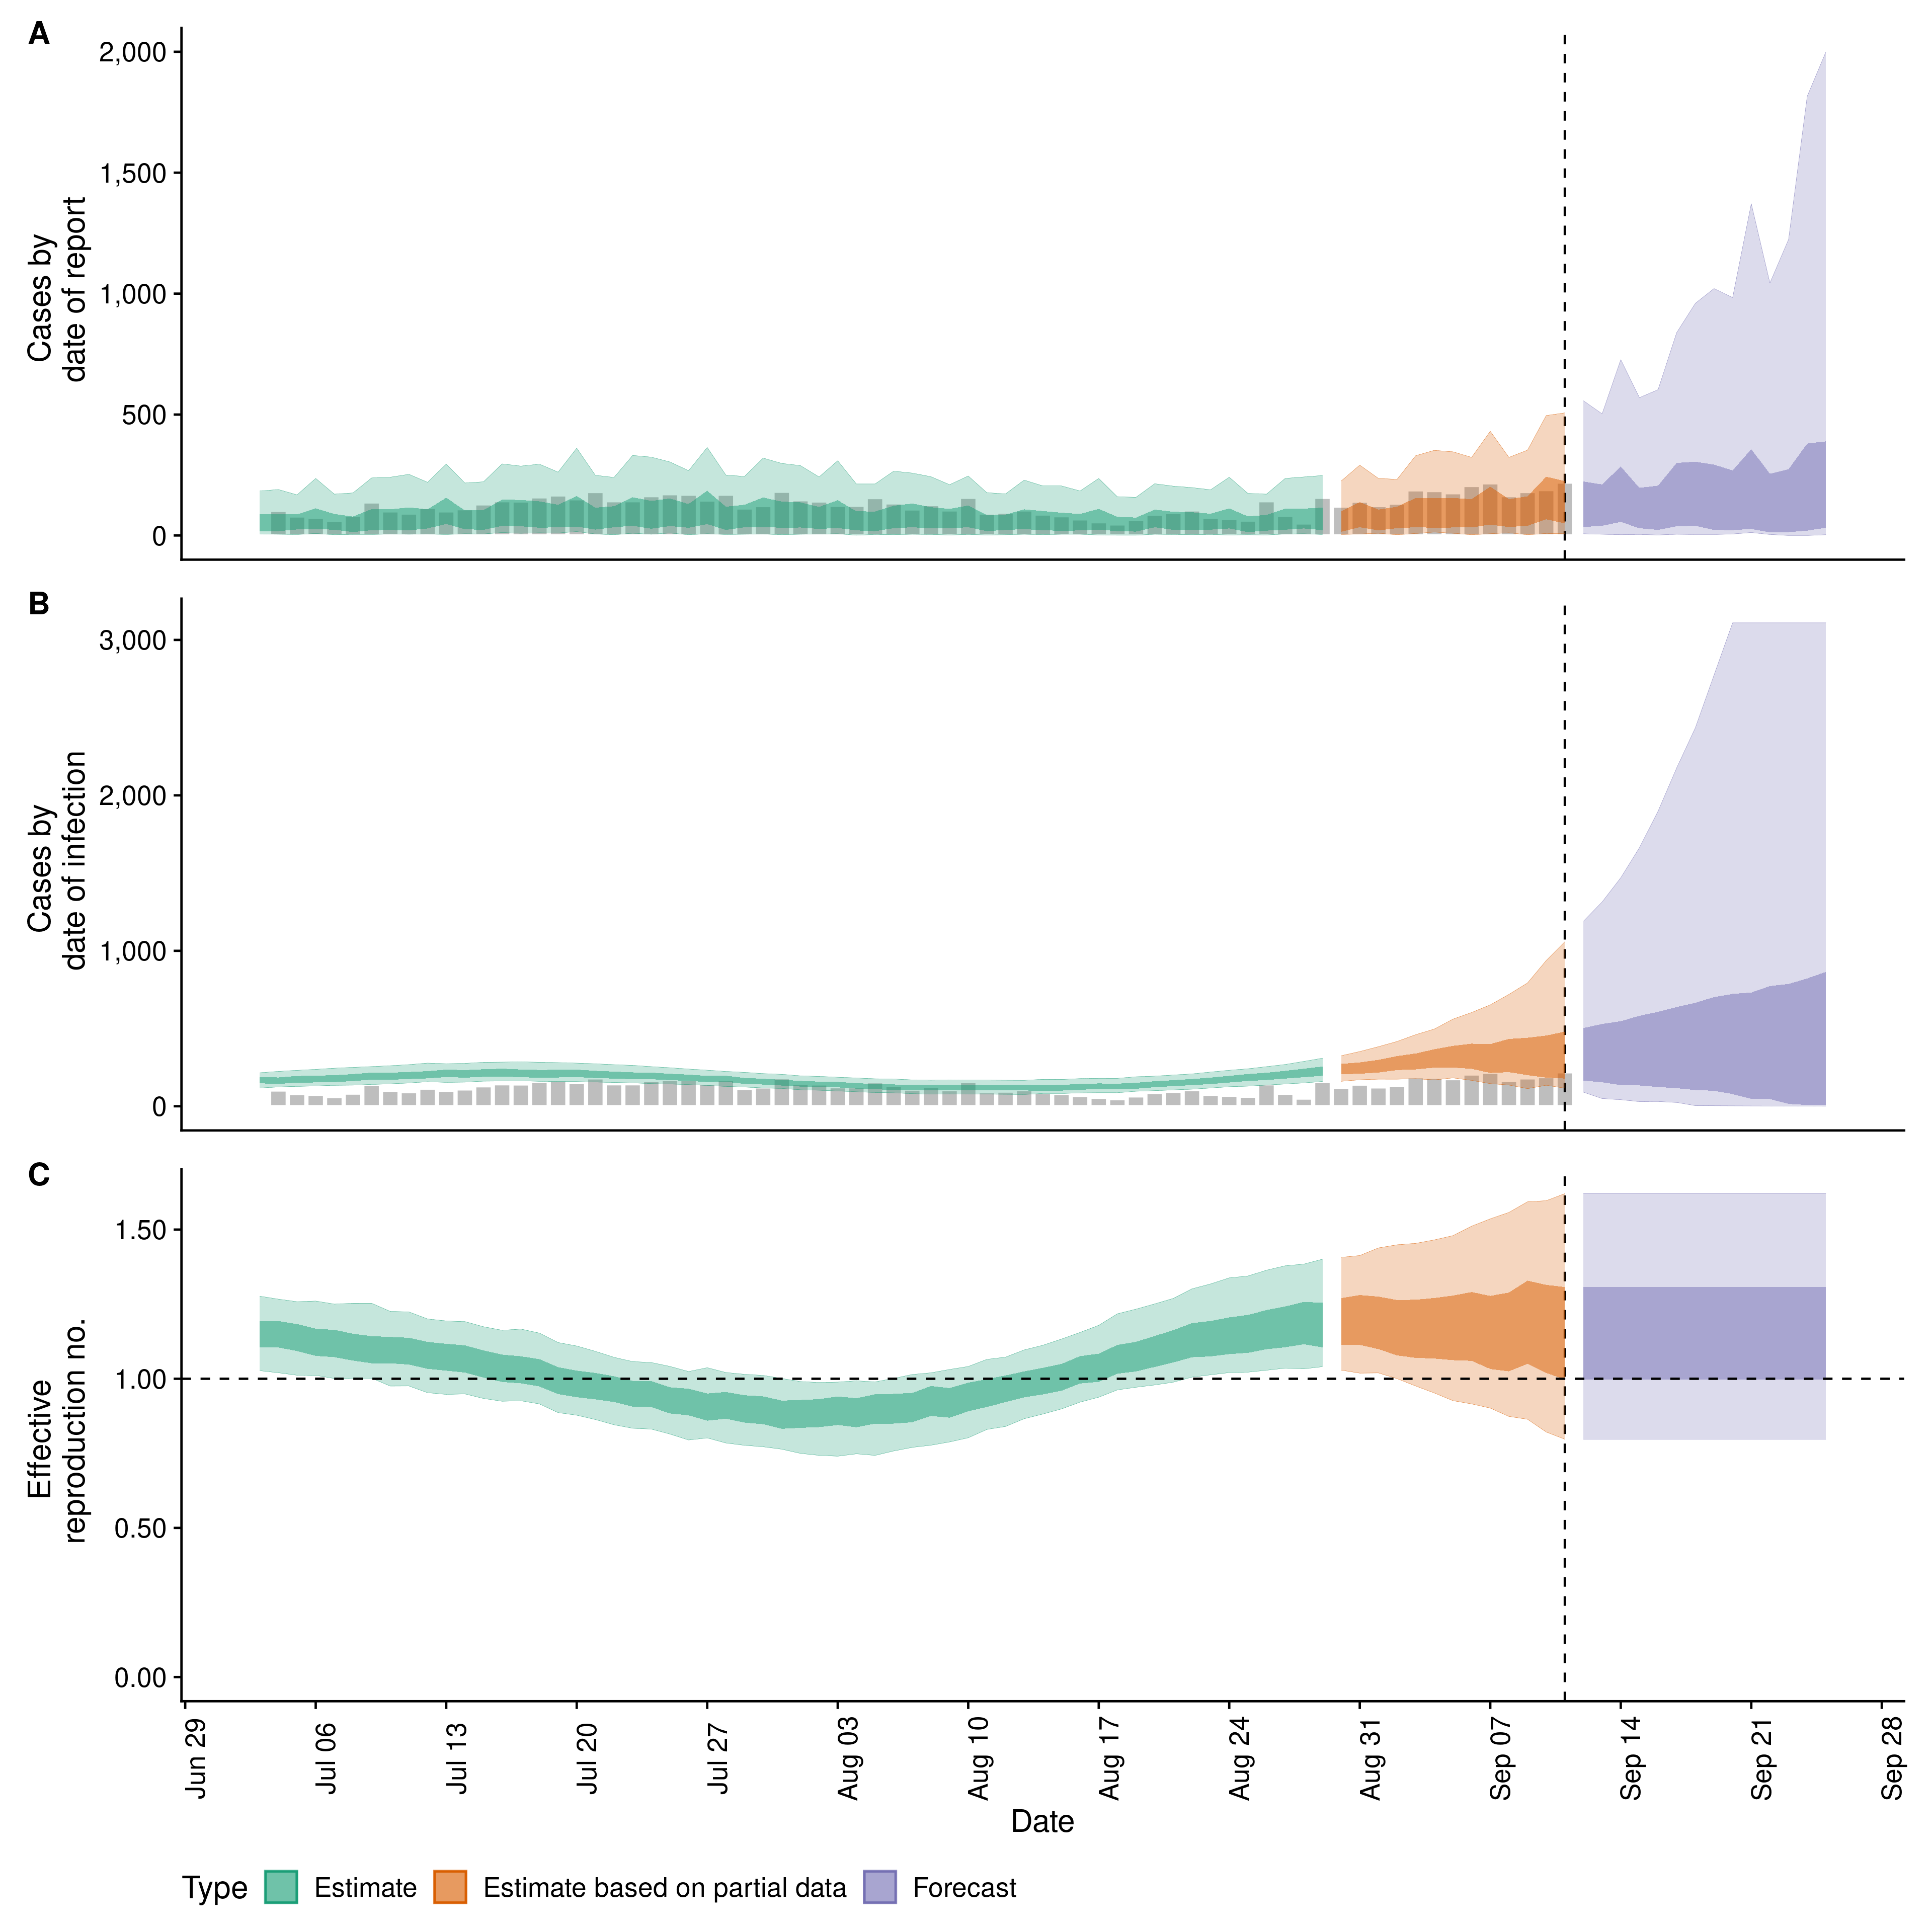 A
2,000
1,500
1,000
500
0
Cases by
date of report
B
3,000
2,000
1,000
0
Cases by
date of infection
C
1.50
1.00
0.50
0.00
Effective
reproduction no.
Jun 29
Jul 06
Jul 13
Jul 20
Jul 27
Aug 03
Aug 10
Aug 17
Aug 24
Aug 31
Sep 07
Sep 14
Sep 21
Sep 28
Date
Type Estimate Estimate based on partial data Forecast